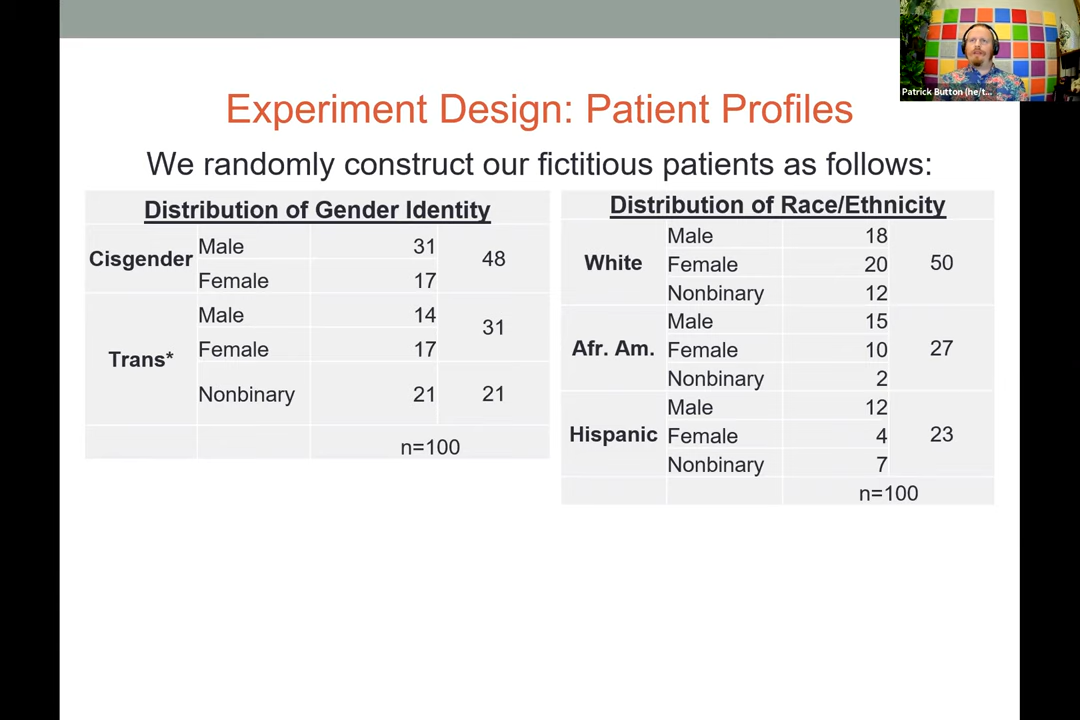 Patrick Button (he/t...
Experiment Design: Patient Profiles
We randomly construct our fictitious patients as follows:
Distribution of Gender Identity
Cisgender Male 31 48
Female 17
Trans* Male 14 31
Female 17
Nonbinary 21 21
n=100
Distribution of Race/Ethnicity
White Male 18 50
Female 20
Nonbinary 12
Afr. Am. Male 15 27
Female 10
Nonbinary 2
Hispanic Male 12 23
Female 4
Nonbinary 7
n=100